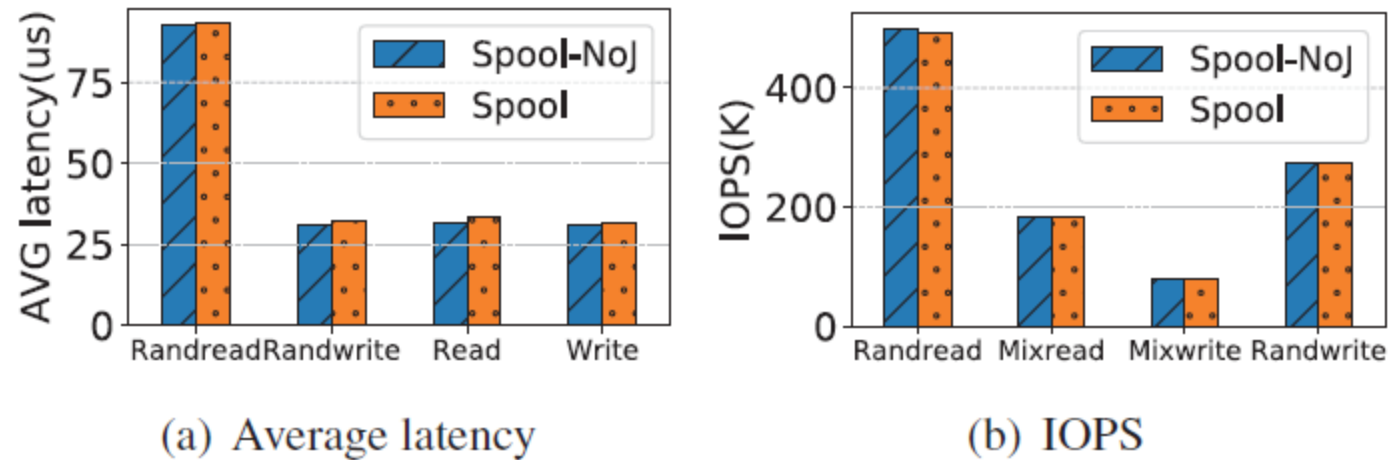 AVG latency(us)
75
50
25
0
Spool-NoJ
Spool
Randread Randwrite Read Write
(a) Average latency
IOPS(K)
400
200
0
Spool-NoJ
Spool
Randread Mixread Mixwrite Randwrite
(b) IOPS